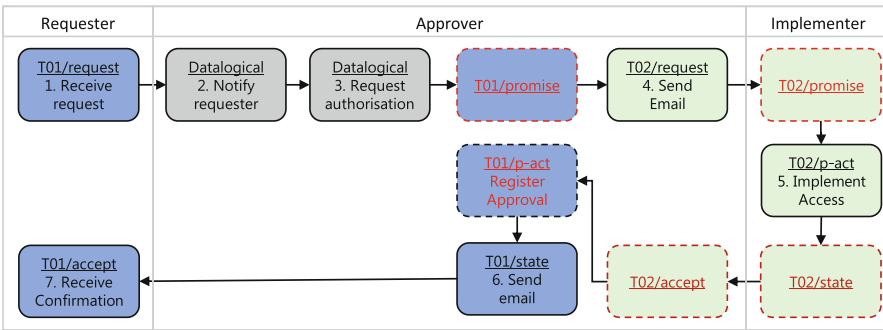 Requester
Approver
Implementer
T01/request
1. Receive
request
Datalogical
2. Notify
requester
Datalogical
3. Request
authorisation
T01/promise
T02/request
4. Send
Email
T02/promise
T01/p-act
Register
Approval
T02/p-act
5. Implement
Access
T01/accept
7. Receive
Confirmation
T01/state
6. Send
email
T02/accept
T02/state